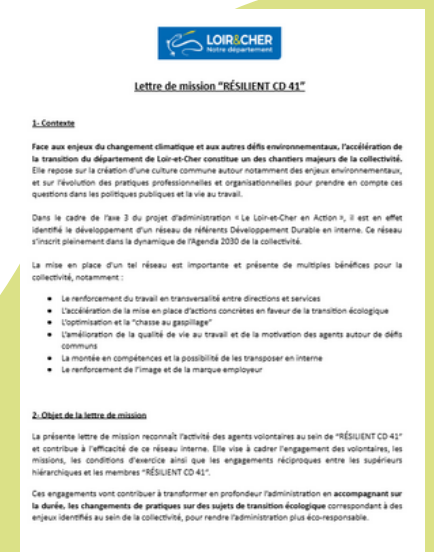 LOIR&CHER
Notre département
Lettre de mission "RÉSILIENT CD 41"
1- Contexte
Face aux enjeux du changement climatique et aux autres défis environnementaux, l'accélération de
la transition du département de Loir-et-Cher constitue un des chantiers majeurs de la collectivité.
Elle repose sur la création d'une culture commune autour notamment des enjeux environnementaux,
et sur l'évolution des pratiques professionnelles et organisationnelles pour prendre en compte ces
questions dans les politiques publiques et la vie au travail.
Dans le cadre de l'axe 3 du projet d'administration « Le Loir-et-Cher en Action », il est en effet
identifié le développement d'un réseau de référents Développement Durable en interne. Ce réseau
s'inscrit pleinement dans la dynamique de l'Agenda 2030 de la collectivité.
La mise en place d'un tel réseau est importante et présente de multiples bénéfices pour la
collectivité, notamment :
● Le renforcement du travail en transversalité entre directions et services
● L'accélération de la mise en place d'actions concrètes en faveur de la transition écologique
● L'optimisation et la "chasse au gaspillage"
● L'amélioration de la qualité de vie au travail et de la motivation des agents autour de défis
communs
● La montée en compétences et la possibilité de les transposer en interne
● Le renforcement de l'image et de la marque employeur
2- Objet de la lettre de mission
La présente lettre de mission reconnaît l'activité des agents volontaires au sein de "RÉSILIENT CD 41"
et contribue à l'efficacité de ce réseau interne. Elle vise à cadrer l'engagement des volontaires, les
missions, les conditions d'exercice ainsi que les engagements réciproques entre les supérieurs
hiérarchiques et les membres "RÉSILIENT CD 41".
Ces engagements vont contribuer à transformer en profondeur l'administration en accompagnant sur
la durée, les changements de pratiques sur des sujets de transition écologique correspondant à des
enjeux identifiés au sein de la collectivité, pour rendre l'administration plus éco-responsable.